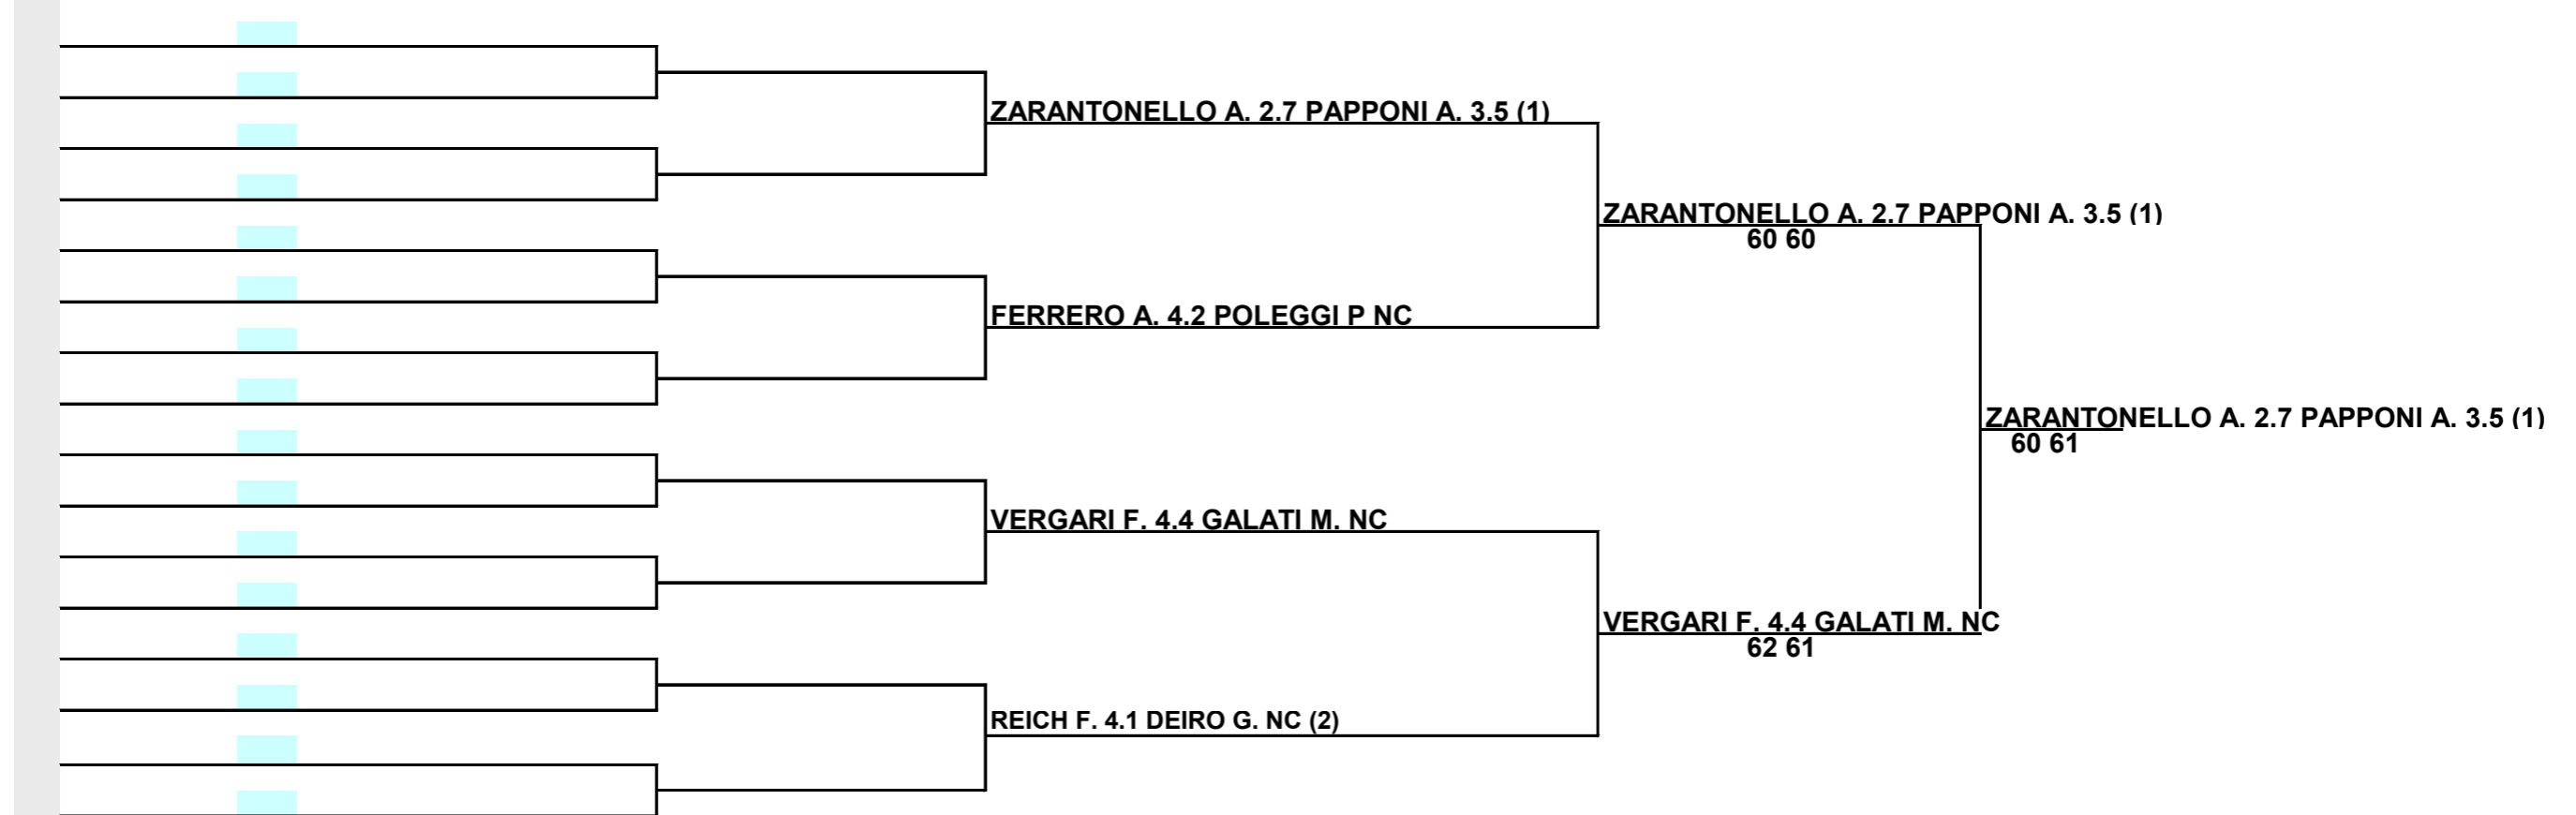 ZARANTONELLO A. 2.7 PAPPONI A. 3.5 (1)
ZARANTONELLO A. 2.7 PAPPONI A. 3.5 (1)
60 60
FERRERO A. 4.2 POLEGGI P NC
ZARANTONELLO A. 2.7 PAPPONI A. 3.5 (1)
60 61
VERGARI F. 4.4 GALATI M. NC
VERGARI F. 4.4 GALATI M. NC
62 61
REICH F. 4.1 DEIRO G. NC (2)